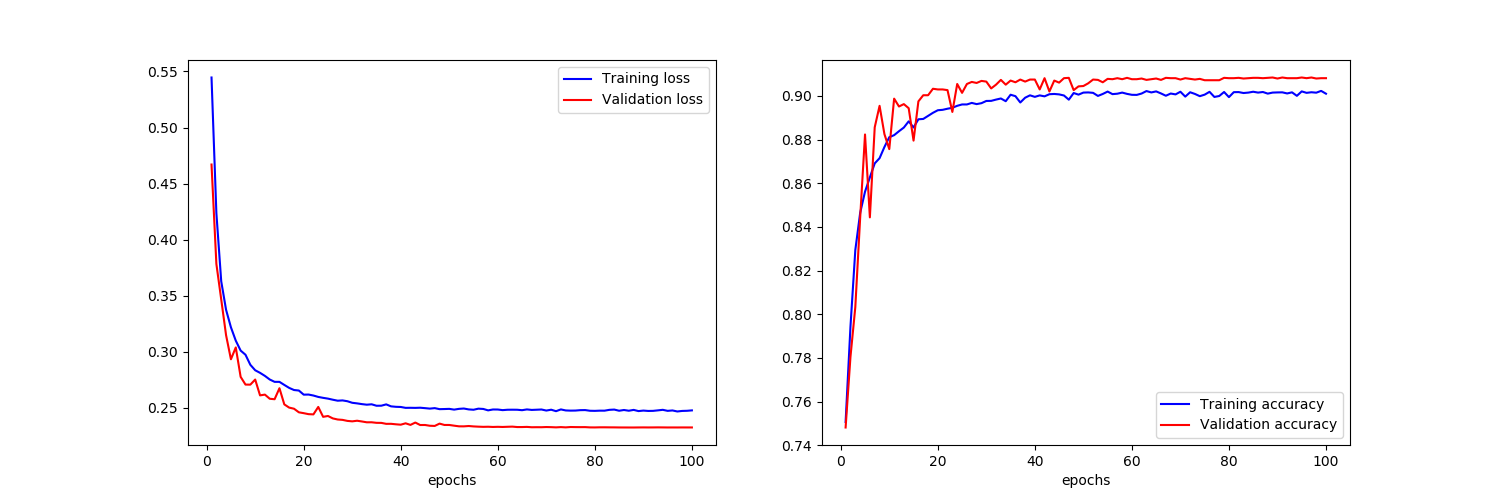 0.55
0.50
0.45
0.40
0.35
0.30
0.25
0 20 40 60 80 100
epochs
Training loss
Validation loss
0.90
0.88
0.86
0.84
0.82
0.80
0.78
0.76
0.74
0 20 40 60 80 100
epochs
Training accuracy
Validation accuracy